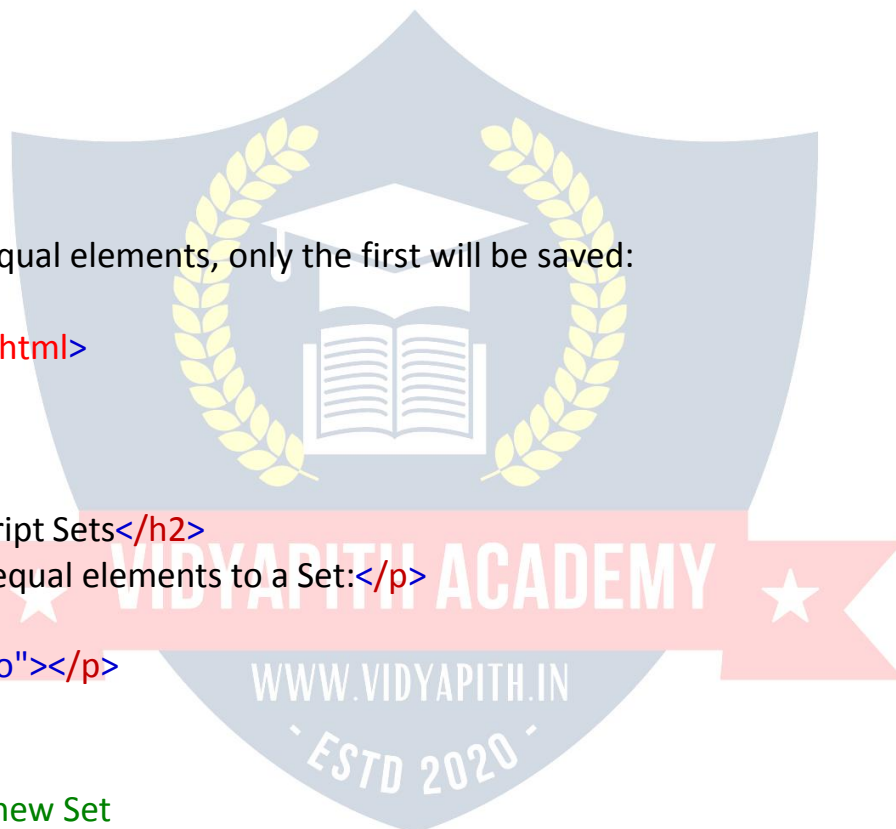 qual elements, only the first will be saved:
html>
ript Sets</h2>
equal elements to a Set:</p>
VIDYAPITH ACADEMY
o"></p>
WWW.VIDYAPITH.IN
- ESTD 2020 -
new Set